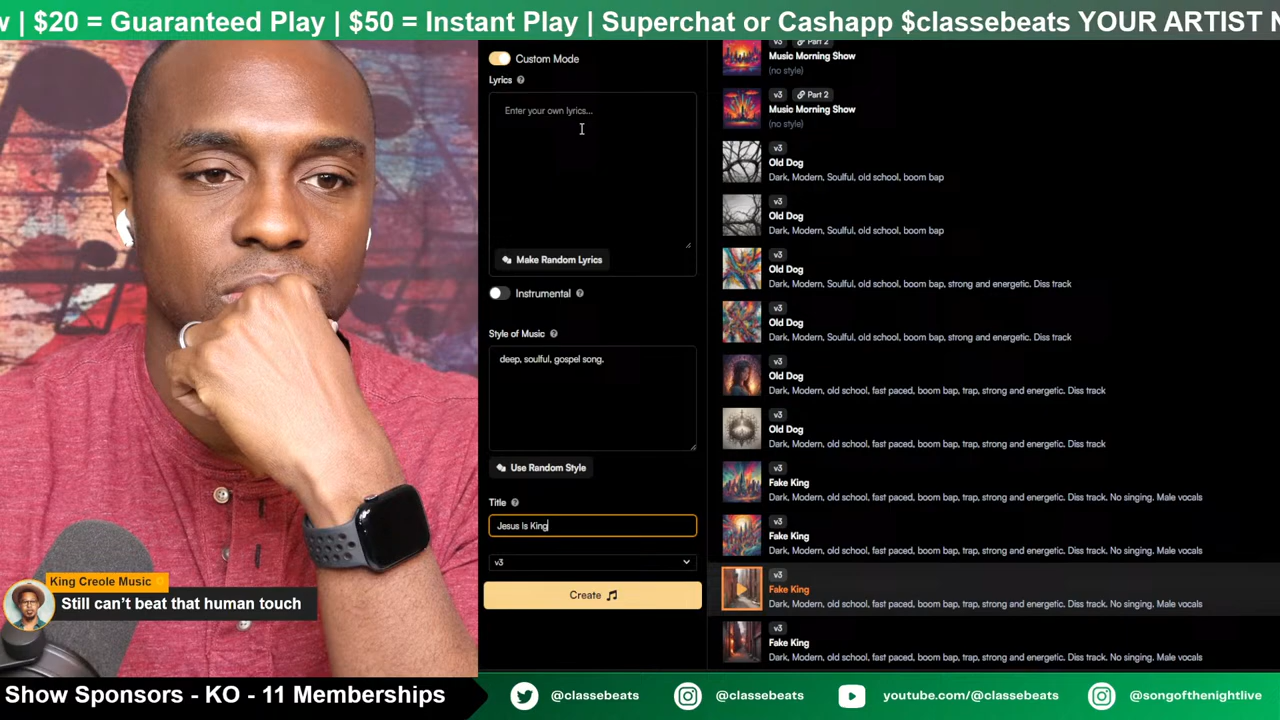 w | $20 = Guaranteed Play | $50 = Instant Play | Superchat or Cashapp $classebeats YOUR ARTIST N
Custom Mode
Lyrics
Enter your own lyrics...
Make Random Lyrics
Instrumental
Style of Music
deep, soulful, gospel song.
Use Random Style
Title
Jesus Is King
v3
Create
v3 Part 2
Music Morning Show
(no style)
v3 Part 2
Music Morning Show
(no style)
v3
Old Dog
Dark, Modern, Soulful, old school, boom bap
v3
Old Dog
Dark, Modern, Soulful, old school, boom bap
v3
Old Dog
Dark, Modern, Soulful, old school, boom bap, strong and energetic. Diss track
v3
Old Dog
Dark, Modern, Soulful, old school, boom bap, strong and energetic. Diss track
v3
Old Dog
Dark, Modern, old school, fast paced, boom bap, trap, strong and energetic. Diss track
v3
Old Dog
Dark, Modern, old school, fast paced, boom bap, trap, strong and energetic. Diss track
v3
Fake King
Dark, Modern, old school, fast paced, boom bap, trap, strong and energetic. Diss track. No singing. Male vocals
v3
Fake King
Dark, Modern, old school, fast paced, boom bap, trap, strong and energetic. Diss track. No singing. Male vocals
v3
Fake King
Dark, Modern, old school, fast paced, boom bap, trap, strong and energetic. Diss track. No singing. Male vocals
v3
Fake King
Dark, Modern, old school, fast paced, boom bap, trap, strong and energetic. Diss track. No singing. Male vocals
King Creole Music
Still can't beat that human touch
Show Sponsors - KO - 11 Memberships
@classebeats
@classebeats
youtube.com/@classebeats
@songofthenightlive